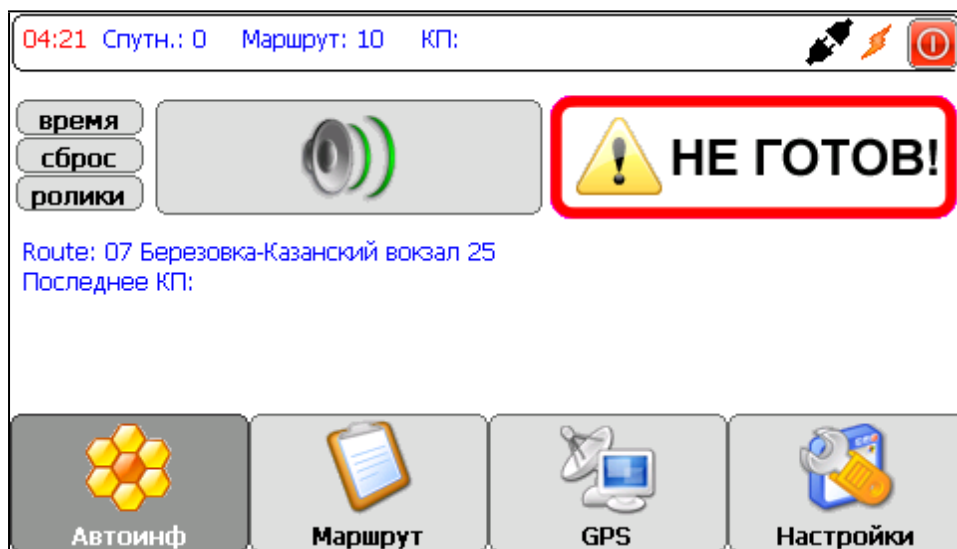 04:21 Спутн.: 0 Маршрут: 10 КП:
время
сброс
ролики
НЕ ГОТОВ!
Route: 07 Березовка-Казанский вокзал 25
Последнее КП:
Автоинф Маршрут GPS Настройки